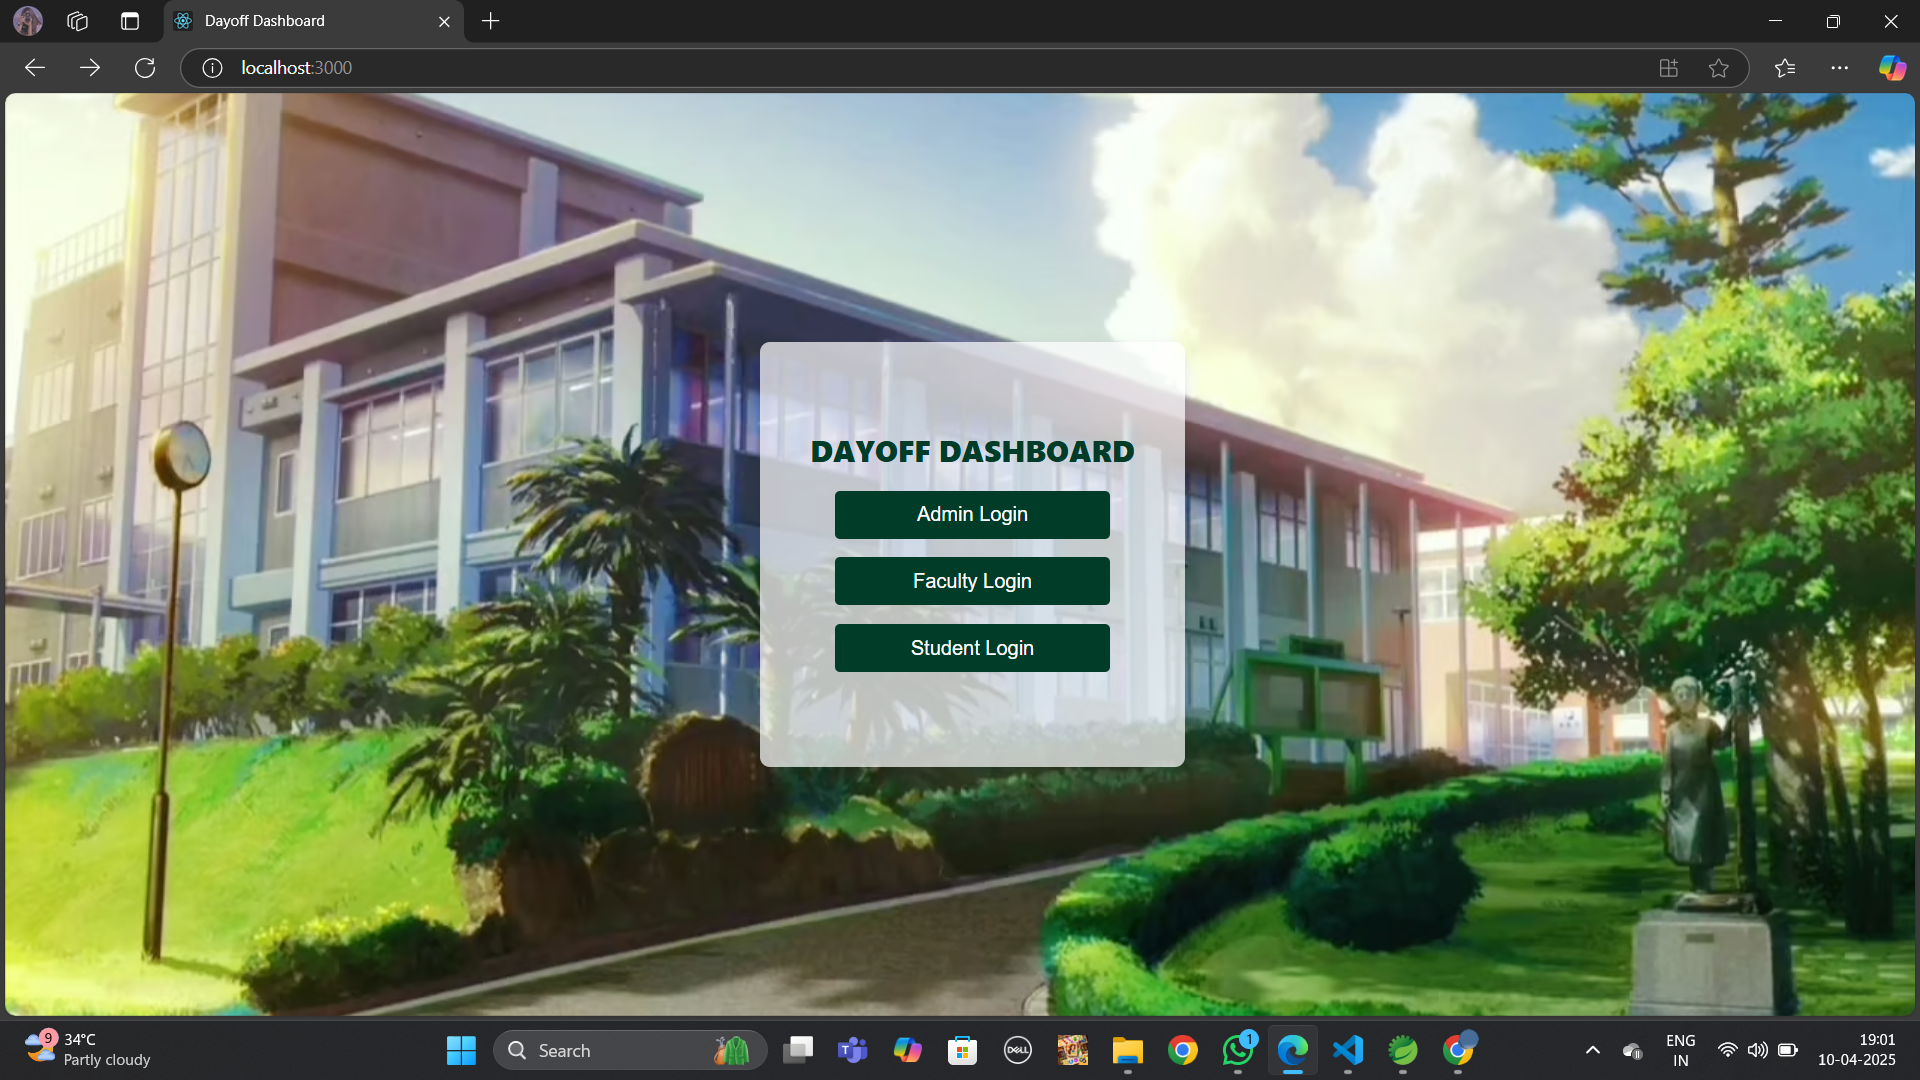 Dayoff Dashboard
localhost:3000
DAYOFF DASHBOARD
Admin Login
Faculty Login
Student Login
9
34°C
Partly cloudy
Search
T
DELL
1
ENG
IN
19:01
10-04-2025